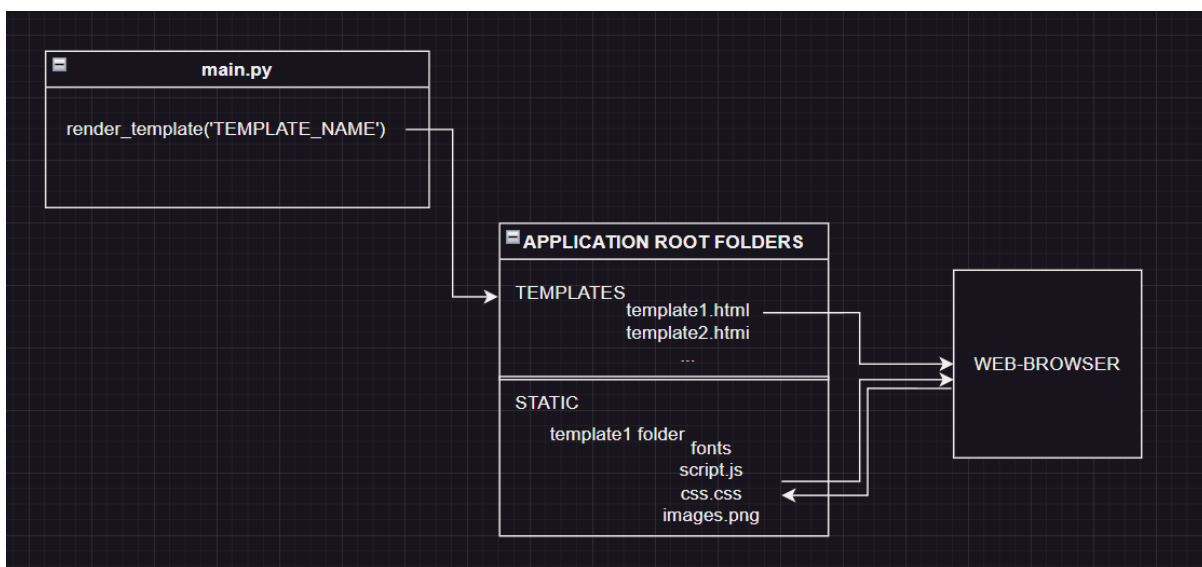 main.py
render_template('TEMPLATE_NAME')
APPLICATION ROOT FOLDERS
TEMPLATES
template1.html
template2.htmi
...
STATIC
template1 folder
fonts
script.js
css.css
images.png
WEB-BROWSER